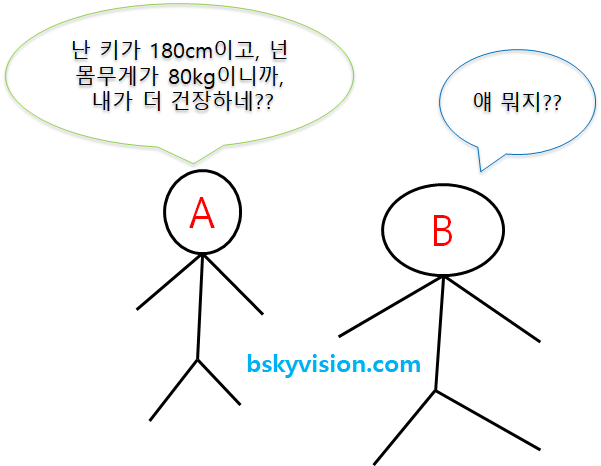 난 키가 180cm이고, 넌
몸무게가 80kg이니까,
내가 더 건장하네??
얘 뭐지??
A
B
bskyvision.com